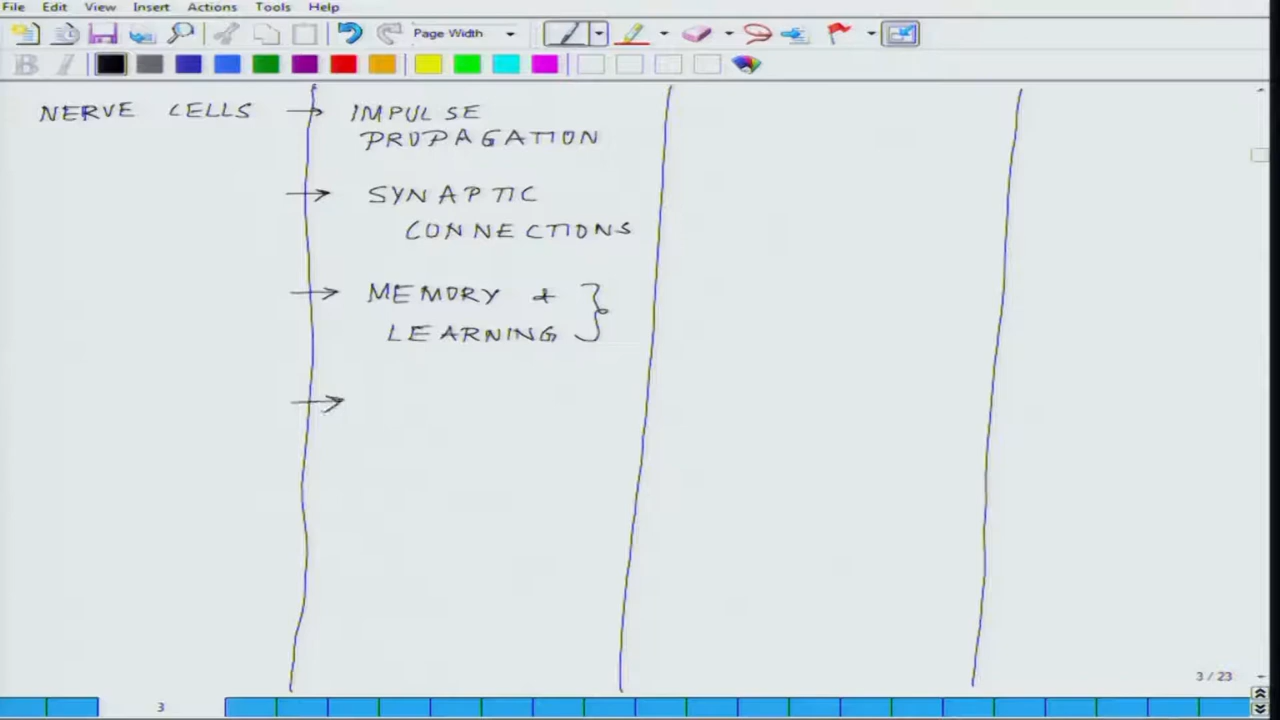 File Edit View Insert Actions Tools Help
Page Width
B I
NERVE CELLS → IMPULSE
PROPAGATION
→ SYNAPTIC
CONNECTIONS
→ MEMORY + }
LEARNING
→
3 / 23
3